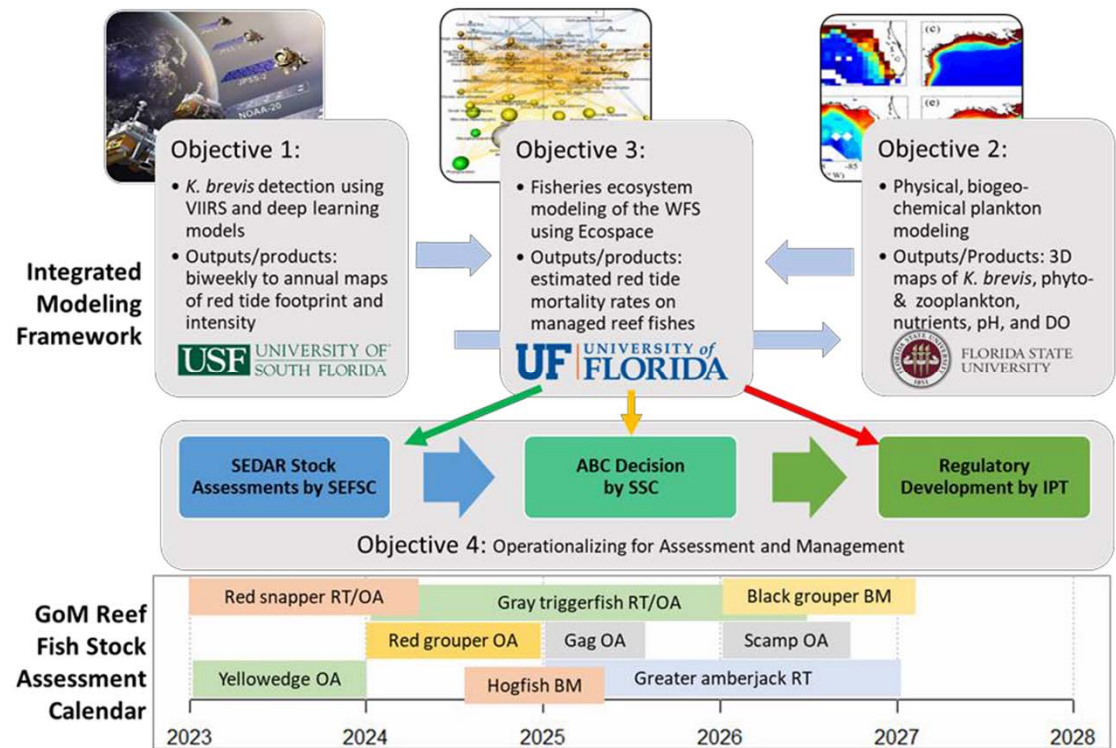 JPSS-2
NOAA-20
(c)
(e)
-85
° W)
Objective 1:
• K. brevis detection using
VIIRS and deep learning
models
• Outputs/products:
biweekly to annual maps
of red tide footprint and
intensity
USF UNIVERSITY OF
SOUTH FLORIDA
Objective 3:
• Fisheries ecosystem
modeling of the WFS
using Ecospace
• Outputs/products:
estimated red tide
mortality rates on
managed reef fishes
UF UNIVERSITY of
FLORIDA
Objective 2:
• Physical, biogeo-
chemical plankton
modeling
• Outputs/Products: 3D
maps of K. brevis, phyto-
& zooplankton,
nutrients, pH, and DO
FLORIDA STATE
UNIVERSITY
Integrated
Modeling
Framework
SEDAR Stock
Assessments by SEFSC
ABC Decision
by SSC
Regulatory
Development by IPT
Objective 4: Operationalizing for Assessment and Management
GoM Reef
Fish Stock
Assessment
Calendar
Red snapper RT/OA
Gray triggerfish RT/OA
Black grouper BM
Red grouper OA
Gag OA
Scamp OA
Yellowedge OA
Hogfish BM
Greater amberjack RT
2023
2024
2025
2026
2027
2028